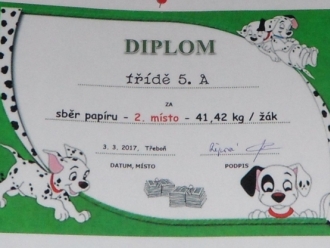 DIPLOM
třídě 5. A
ZA
sběr papíru - 2. místo - 41,42 kg / žák
3. 3. 2017, Třeboň
DATUM, MÍSTO
PODPIS